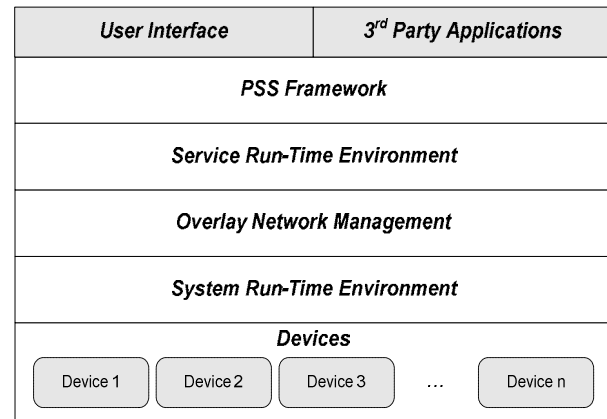 User Interface
3rd Party Applications
PSS Framework
Service Run-Time Environment
Overlay Network Management
System Run-Time Environment
Devices
Device 1 Device 2 Device 3 ... Device n